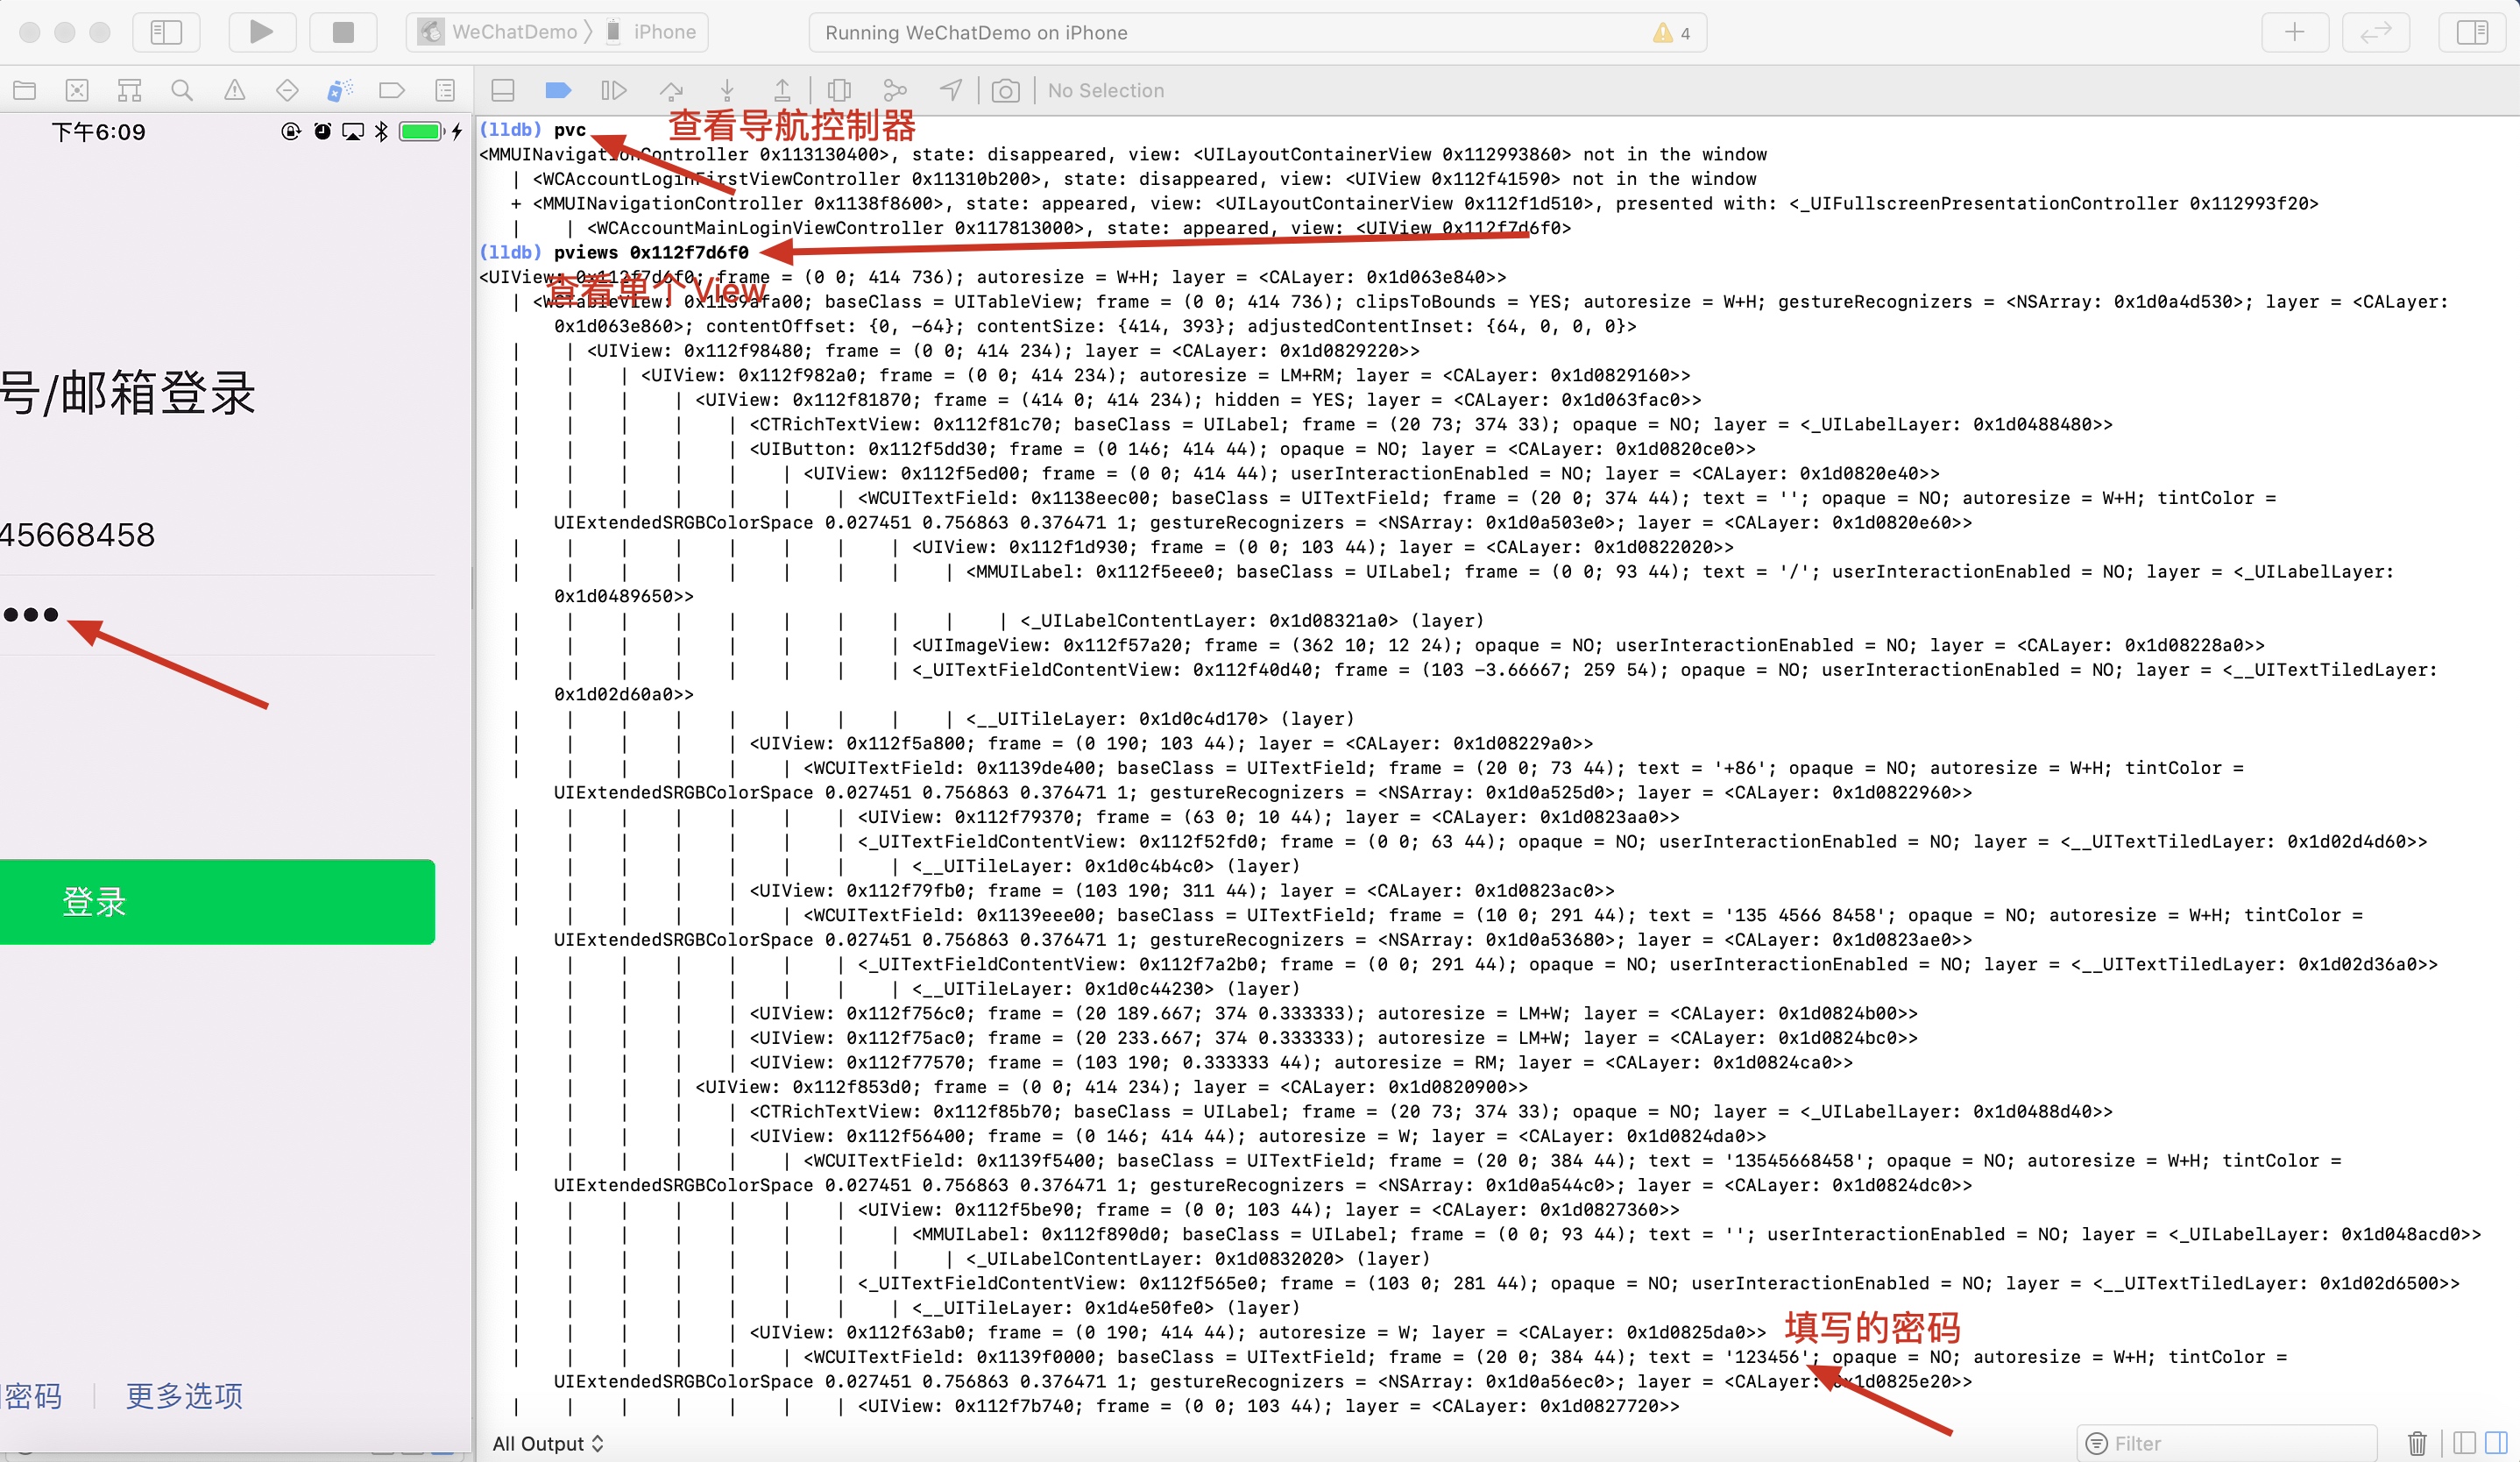 WeChatDemo 〉 iPhone
Running WeChatDemo on iPhone
4
No Selection
下午6:09
号/邮箱登录
45668458
•••
登录
密码 | 更多选项
(lldb) pvc
查看导航控制器
<MMUINavigationController 0x113130400>, state: disappeared, view: <UILayoutContainerView 0x112993860> not in the window
| <WCAccountLoginFirstViewController 0x11310b200>, state: disappeared, view: <UIView 0x112f41590> not in the window
+ <MMUINavigationController 0x1138f8600>, state: appeared, view: <UILayoutContainerView 0x112f1d510>, presented with: <_UIFullscreenPresentationController 0x112993f20>
| | <WCAccountMainLoginViewController 0x117813000>, state: appeared, view: <UIView 0x112f7d6f0>
(lldb) pviews 0x112f7d6f0
查看单个View
<UIView: 0x112f7d6f0; frame = (0 0; 414 736); autoresize = W+H; layer = <CALayer: 0x1d063e840>>
| <WCTableView: 0x1139afa00; baseClass = UITableView; frame = (0 0; 414 736); clipsToBounds = YES; autoresize = W+H; gestureRecognizers = <NSArray: 0x1d0a4d530>; layer = <CALayer:
0x1d063e860>; contentOffset: {0, -64}; contentSize: {414, 393}; adjustedContentInset: {64, 0, 0, 0}>
| | <UIView: 0x112f98480; frame = (0 0; 414 234); layer = <CALayer: 0x1d0829220>>
| | | <UIView: 0x112f982a0; frame = (0 0; 414 234); autoresize = LM+RM; layer = <CALayer: 0x1d0829160>>
| | | | <UIView: 0x112f81870; frame = (414 0; 414 234); hidden = YES; layer = <CALayer: 0x1d063fac0>>
| | | | | <CTRichTextView: 0x112f81c70; baseClass = UILabel; frame = (20 73; 374 33); opaque = NO; layer = <_UILabelLayer: 0x1d0488480>>
| | | | | <UIButton: 0x112f5dd30; frame = (0 146; 414 44); opaque = NO; layer = <CALayer: 0x1d0820ce0>>
| | | | | | <UIView: 0x112f5ed00; frame = (0 0; 414 44); userInteractionEnabled = NO; layer = <CALayer: 0x1d0820e40>>
| | | | | | | <WCUITextField: 0x1138eec00; baseClass = UITextField; frame = (20 0; 374 44); text = ''; opaque = NO; autoresize = W+H; tintColor =
UIExtendedSRGBColorSpace 0.027451 0.756863 0.376471 1; gestureRecognizers = <NSArray: 0x1d0a503e0>; layer = <CALayer: 0x1d0820e60>>
| | | | | | | | <UIView: 0x112f1d930; frame = (0 0; 103 44); layer = <CALayer: 0x1d0822020>>
| | | | | | | | | <MMUILabel: 0x112f5eee0; baseClass = UILabel; frame = (0 0; 93 44); text = '/'; userInteractionEnabled = NO; layer = <_UILabelLayer:
0x1d0489650>>
| | | | | | | | | | <_UILabelContentLayer: 0x1d08321a0> (layer)
| | | | | | | | <UIImageView: 0x112f57a20; frame = (362 10; 12 24); opaque = NO; userInteractionEnabled = NO; layer = <CALayer: 0x1d08228a0>>
| | | | | | | | <_UITextFieldContentView: 0x112f40d40; frame = (103 -3.66667; 259 54); opaque = NO; userInteractionEnabled = NO; layer = <__UITextTiledLayer:
0x1d02d60a0>>
| | | | | | | | | <__UITileLayer: 0x1d0c4d170> (layer)
| | | | | <UIView: 0x112f5a800; frame = (0 190; 103 44); layer = <CALayer: 0x1d08229a0>>
| | | | | | <WCUITextField: 0x1139de400; baseClass = UITextField; frame = (20 0; 73 44); text = '+86'; opaque = NO; autoresize = W+H; tintColor =
UIExtendedSRGBColorSpace 0.027451 0.756863 0.376471 1; gestureRecognizers = <NSArray: 0x1d0a525d0>; layer = <CALayer: 0x1d0822960>>
| | | | | | | <UIView: 0x112f79370; frame = (63 0; 10 44); layer = <CALayer: 0x1d0823aa0>>
| | | | | | | <_UITextFieldContentView: 0x112f52fd0; frame = (0 0; 63 44); opaque = NO; userInteractionEnabled = NO; layer = <__UITextTiledLayer: 0x1d02d4d60>>
| | | | | | | | <__UITileLayer: 0x1d0c4b4c0> (layer)
| | | | | <UIView: 0x112f79fb0; frame = (103 190; 311 44); layer = <CALayer: 0x1d0823ac0>>
| | | | | | <WCUITextField: 0x1139eee00; baseClass = UITextField; frame = (10 0; 291 44); text = '135 4566 8458'; opaque = NO; autoresize = W+H; tintColor =
UIExtendedSRGBColorSpace 0.027451 0.756863 0.376471 1; gestureRecognizers = <NSArray: 0x1d0a53680>; layer = <CALayer: 0x1d0823ae0>>
| | | | | | | <_UITextFieldContentView: 0x112f7a2b0; frame = (0 0; 291 44); opaque = NO; userInteractionEnabled = NO; layer = <__UITextTiledLayer: 0x1d02d36a0>>
| | | | | | | | <__UITileLayer: 0x1d0c44230> (layer)
| | | | | <UIView: 0x112f756c0; frame = (20 189.667; 374 0.333333); autoresize = LM+W; layer = <CALayer: 0x1d0824b00>>
| | | | | <UIView: 0x112f75ac0; frame = (20 233.667; 374 0.333333); autoresize = LM+W; layer = <CALayer: 0x1d0824bc0>>
| | | | | <UIView: 0x112f77570; frame = (103 190; 0.333333 44); autoresize = RM; layer = <CALayer: 0x1d0824ca0>>
| | | | <UIView: 0x112f853d0; frame = (0 0; 414 234); layer = <CALayer: 0x1d0820900>>
| | | | | <CTRichTextView: 0x112f85b70; baseClass = UILabel; frame = (20 73; 374 33); opaque = NO; layer = <_UILabelLayer: 0x1d0488d40>>
| | | | | <UIView: 0x112f56400; frame = (0 146; 414 44); autoresize = W; layer = <CALayer: 0x1d0824da0>>
| | | | | | <WCUITextField: 0x1139f5400; baseClass = UITextField; frame = (20 0; 384 44); text = '13545668458'; opaque = NO; autoresize = W+H; tintColor =
UIExtendedSRGBColorSpace 0.027451 0.756863 0.376471 1; gestureRecognizers = <NSArray: 0x1d0a544c0>; layer = <CALayer: 0x1d0824dc0>>
| | | | | | | <UIView: 0x112f5be90; frame = (0 0; 103 44); layer = <CALayer: 0x1d0827360>>
| | | | | | | | <MMUILabel: 0x112f890d0; baseClass = UILabel; frame = (0 0; 93 44); text = ''; userInteractionEnabled = NO; layer = <_UILabelLayer: 0x1d048acd0>>
| | | | | | | | | <_UILabelContentLayer: 0x1d0832020> (layer)
| | | | | | | <_UITextFieldContentView: 0x112f565e0; frame = (103 0; 281 44); opaque = NO; userInteractionEnabled = NO; layer = <__UITextTiledLayer: 0x1d02d6500>>
| | | | | | | | <__UITileLayer: 0x1d4e50fe0> (layer)
| | | | | <UIView: 0x112f63ab0; frame = (0 190; 414 44); autoresize = W; layer = <CALayer: 0x1d0825da0>>
填写的密码
| | | | | | <WCUITextField: 0x1139f0000; baseClass = UITextField; frame = (20 0; 384 44); text = '123456'; opaque = NO; autoresize = W+H; tintColor =
UIExtendedSRGBColorSpace 0.027451 0.756863 0.376471 1; gestureRecognizers = <NSArray: 0x1d0a56ec0>; layer = <CALayer: 0x1d0825e20>>
| | | | | | | <UIView: 0x112f7b740; frame = (0 0; 103 44); layer = <CALayer: 0x1d0827720>>
All Output
Filter